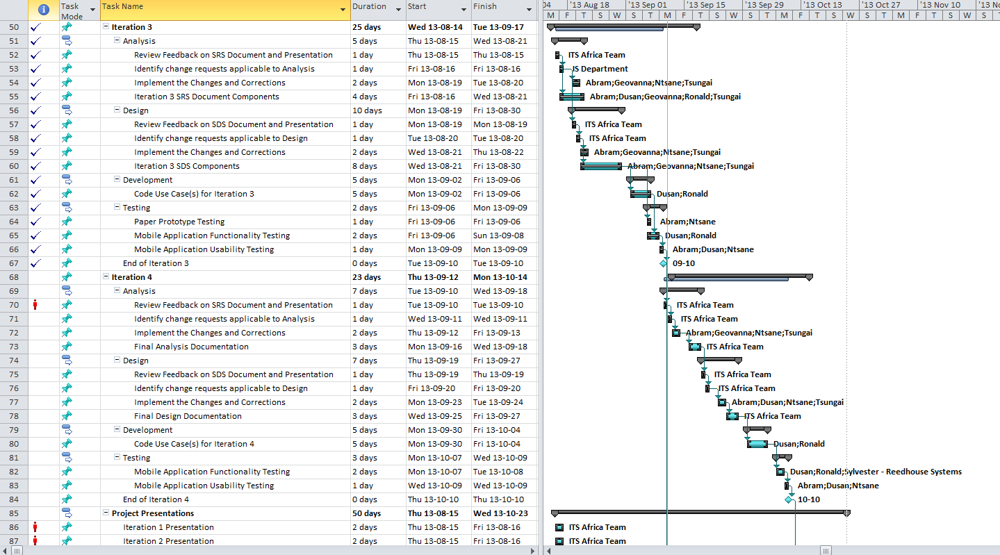 Task Mode Task Name Duration Start Finish
04 '13 Aug 18 '13 Sep 01 '13 Sep 15 '13 Sep 29 '13 Oct 13 '13 Oct 27 '13 Nov 10 '13 No
M F T S W M F T S W M F T S W M F T S W M F T S
50 Iteration 3 25 days Wed 13-08-14 Tue 13-09-17
51 Analysis 5 days Thu 13-08-15 Wed 13-08-21
52 Review Feedback on SRS Document and Presentation 1 day Thu 13-08-15 Thu 13-08-15 ITS Africa Team
53 Identify change requests applicable to Analysis 1 day Fri 13-08-16 Fri 13-08-16 IS Department
54 Implement the Changes and Corrections 2 days Mon 13-08-19 Tue 13-08-20 Abram;Geovanna;Ntsane;Tsungai
55 Iteration 3 SRS Document Components 4 days Fri 13-08-16 Wed 13-08-21 Abram;Dusan;Geovanna;Ronald;Tsungai
56 Design 10 days Mon 13-08-19 Fri 13-08-30
57 Review Feedback on SDS Document and Presentation 1 day Mon 13-08-19 Mon 13-08-19 ITS Africa Team
58 Identify change requests applicable to Design 1 day Tue 13-08-20 Tue 13-08-20 ITS Africa Team
59 Implement the Changes and Corrections 2 days Wed 13-08-21 Thu 13-08-22 Abram;Geovanna;Ntsane;Tsungai
60 Iteration 3 SDS Components 8 days Wed 13-08-21 Fri 13-08-30 Abram;Geovanna;Ntsane;Tsungai
61 Development 5 days Mon 13-09-02 Fri 13-09-06
62 Code Use Case(s) for Iteration 3 5 days Mon 13-09-02 Fri 13-09-06 Dusan;Ronald
63 Testing 2 days Fri 13-09-06 Mon 13-09-09
64 Paper Prototype Testing 1 day Fri 13-09-06 Fri 13-09-06 Abram;Ntsane
65 Mobile Application Functionality Testing 2 days Fri 13-09-06 Sun 13-09-08 Dusan;Ronald
66 Mobile Application Usability Testing 1 day Mon 13-09-09 Mon 13-09-09 Abram;Dusan;Ntsane
67 End of Iteration 3 0 days Tue 13-09-10 Tue 13-09-10 09-10
68 Iteration 4 23 days Thu 13-09-12 Mon 13-10-14
69 Analysis 7 days Tue 13-09-10 Wed 13-09-18
70 Review Feedback on SRS Document and Presentation 1 day Tue 13-09-10 Tue 13-09-10 ITS Africa Team
71 Identify change requests applicable to Analysis 1 day Wed 13-09-11 Wed 13-09-11 ITS Africa Team
72 Implement the Changes and Corrections 2 days Thu 13-09-12 Fri 13-09-13 Abram;Geovanna;Ntsane;Tsungai
73 Final Analysis Documentation 3 days Mon 13-09-16 Wed 13-09-18 ITS Africa Team
74 Design 7 days Thu 13-09-19 Fri 13-09-27
75 Review Feedback on SDS Document and Presentation 1 day Thu 13-09-19 Thu 13-09-19 ITS Africa Team
76 Identify change requests applicable to Design 1 day Fri 13-09-20 Fri 13-09-20 ITS Africa Team
77 Implement the Changes and Corrections 2 days Mon 13-09-23 Tue 13-09-24 Abram;Dusan;Ntsane;Tsungai
78 Final Design Documentation 3 days Wed 13-09-25 Fri 13-09-27 ITS Africa Team
79 Development 5 days Mon 13-09-30 Fri 13-10-04
80 Code Use Case(s) for Iteration 4 5 days Mon 13-09-30 Fri 13-10-04 Dusan;Ronald
81 Testing 3 days Mon 13-10-07 Wed 13-10-09
82 Mobile Application Functionality Testing 2 days Mon 13-10-07 Tue 13-10-08 Dusan;Ronald;Sylvester - Reedhouse Systems
83 Mobile Application Usability Testing 1 day Wed 13-10-09 Wed 13-10-09 Abram;Dusan;Ntsane
84 End of Iteration 4 0 days Thu 13-10-10 Thu 13-10-10 10-10
85 Project Presentations 50 days Thu 13-08-15 Wed 13-10-23
86 Iteration 1 Presentation 2 days Thu 13-08-15 Fri 13-08-16 ITS Africa Team
87 Iteration 2 Presentation 2 days Thu 13-08-15 Fri 13-08-16 ITS Africa Team